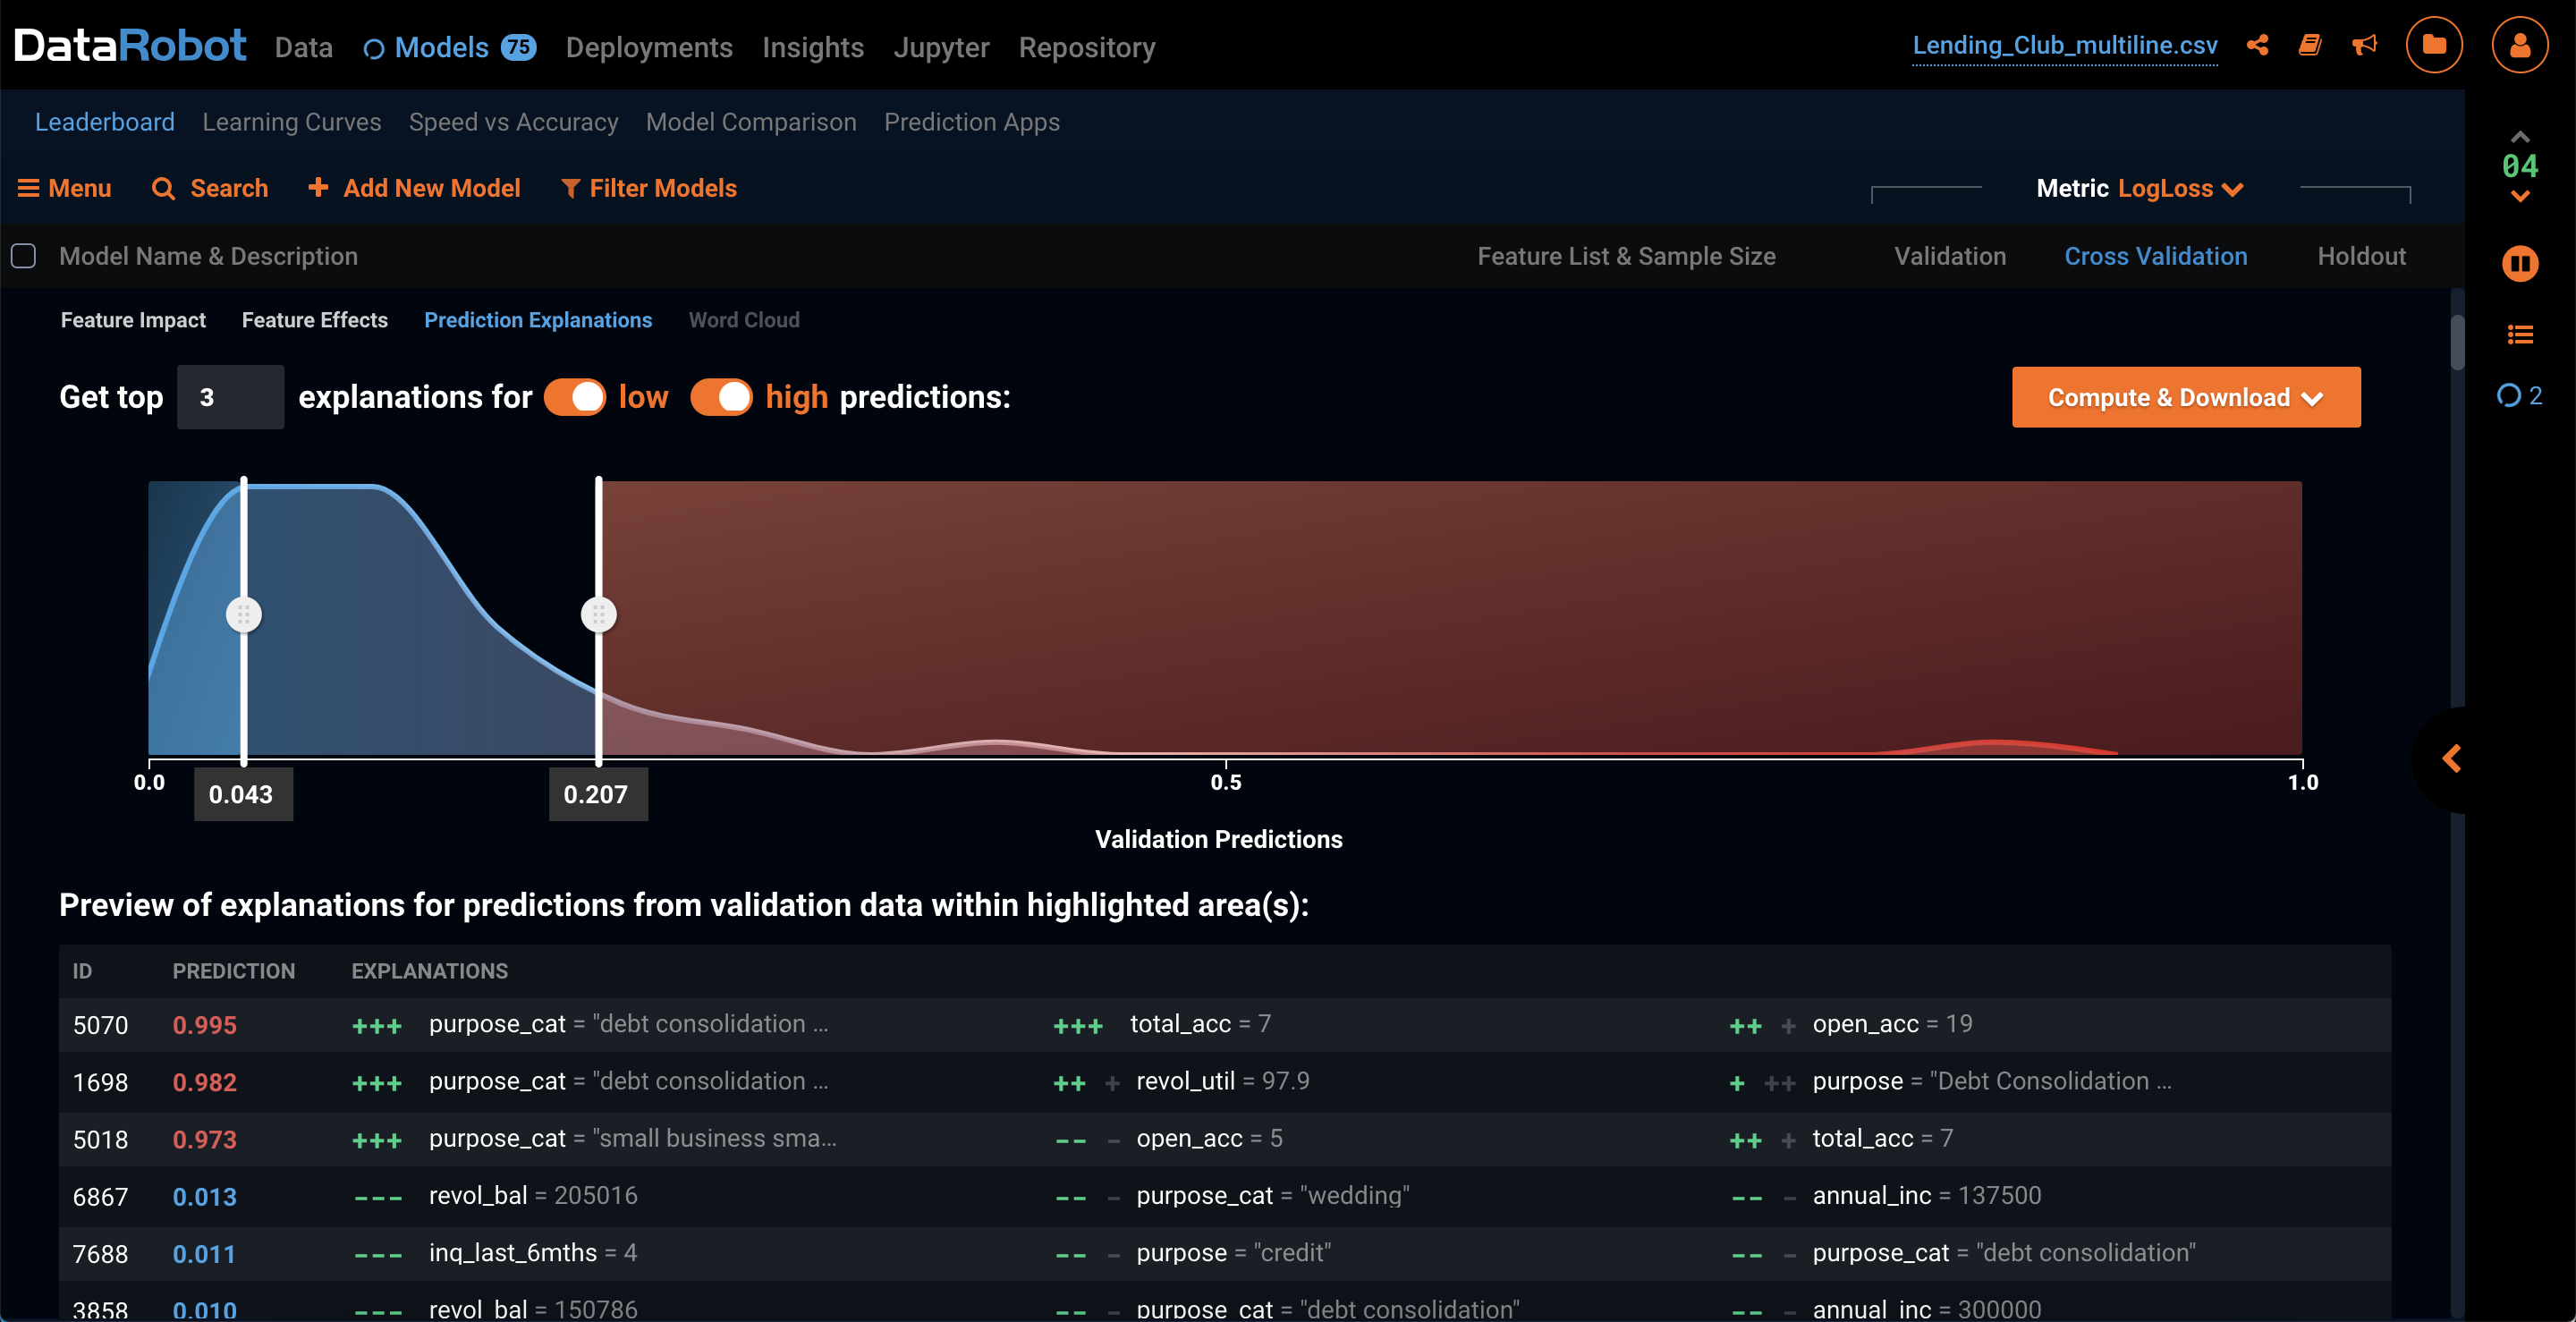 DataRobot Data Models 75 Deployments Insights Jupyter Repository Lending_Club_multiline.csv
Leaderboard Learning Curves Speed vs Accuracy Model Comparison Prediction Apps
04
Menu Search + Add New Model Filter Models Metric LogLoss
Model Name & Description Feature List & Sample Size Validation Cross Validation Holdout
Feature Impact Feature Effects Prediction Explanations Word Cloud
Get top 3 explanations for low high predictions: Compute & Download
2
0.0 0.043 0.207 0.5 1.0
Validation Predictions
Preview of explanations for predictions from validation data within highlighted area(s):
ID PREDICTION EXPLANATIONS
5070 0.995 +++ purpose_cat = "debt consolidation ... +++ total_acc = 7 ++ + open_acc = 19
1698 0.982 +++ purpose_cat = "debt consolidation ... ++ + revol_util = 97.9 + ++ purpose = "Debt Consolidation ...
5018 0.973 +++ purpose_cat = "small business sma... -- - open_acc = 5 ++ + total_acc = 7
6867 0.013 --- revol_bal = 205016 -- - purpose_cat = "wedding" -- - annual_inc = 137500
7688 0.011 --- inq_last_6mths = 4 -- - purpose = "credit" -- - purpose_cat = "debt consolidation"
3858 0.010 --- revol_bal = 150786 -- - purpose_cat = "debt consolidation" -- - annual_inc = 300000